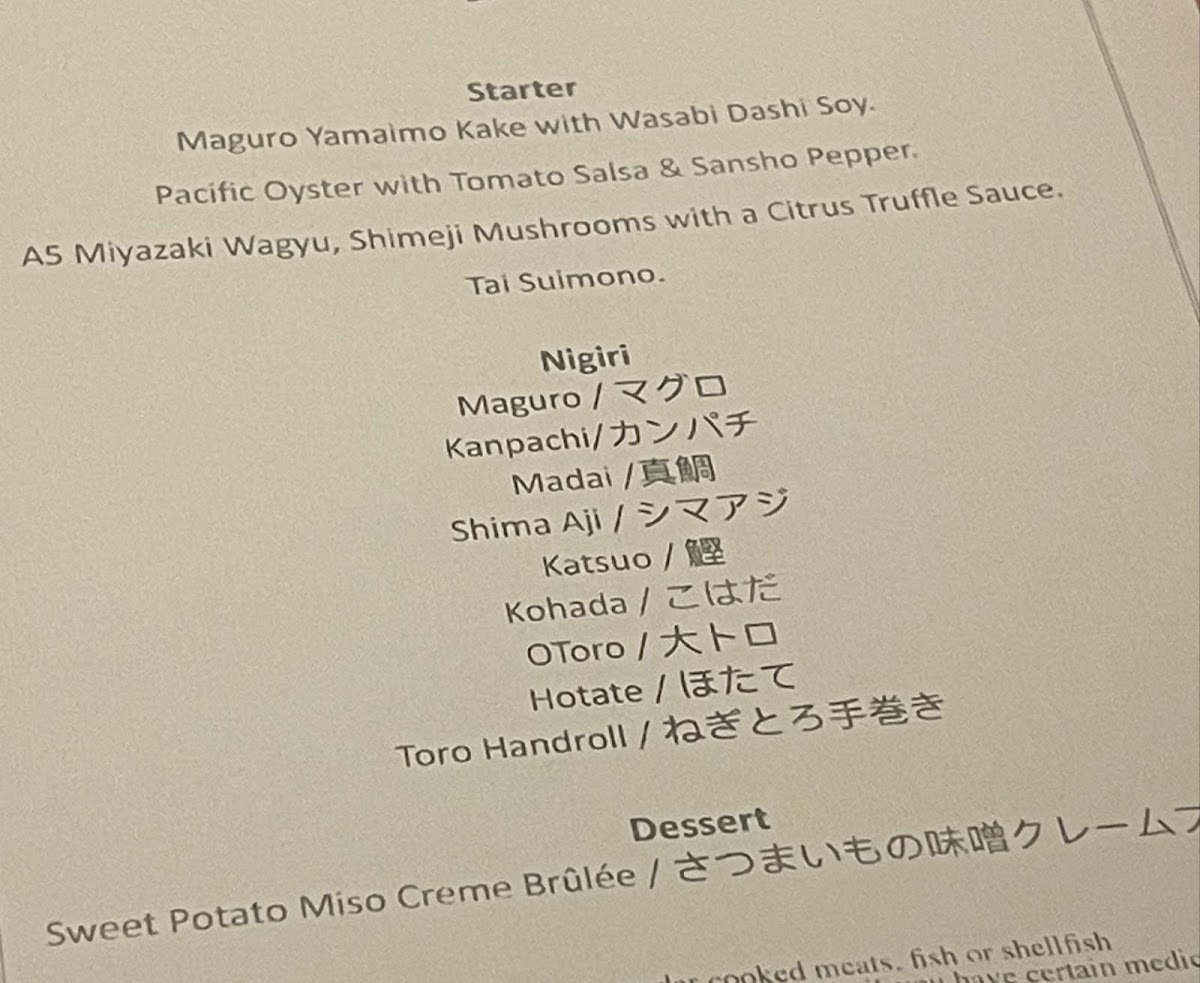 Starter
Maguro Yamaimo Kake with Wasabi Dashi Soy.
Pacific Oyster with Tomato Salsa & Sansho Pepper.
A5 Miyazaki Wagyu, Shimeji Mushrooms with a Citrus Truffle Sauce.
Tai Suimono.
Nigiri
Maguro / マグロ
Kanpachi/カンパチ
Madai /真鯛
Shima Aji / シマアジ
Katsuo / 鰹
Kohada / こはだ
OToro / 大トロ
Hotate / ほたて
Toro Handroll / ねぎとろ手巻き
Dessert
Sweet Potato Miso Creme Brûlée / さつまいもの味噌クレーム
cooked meats, fish or shellfish
you have certain